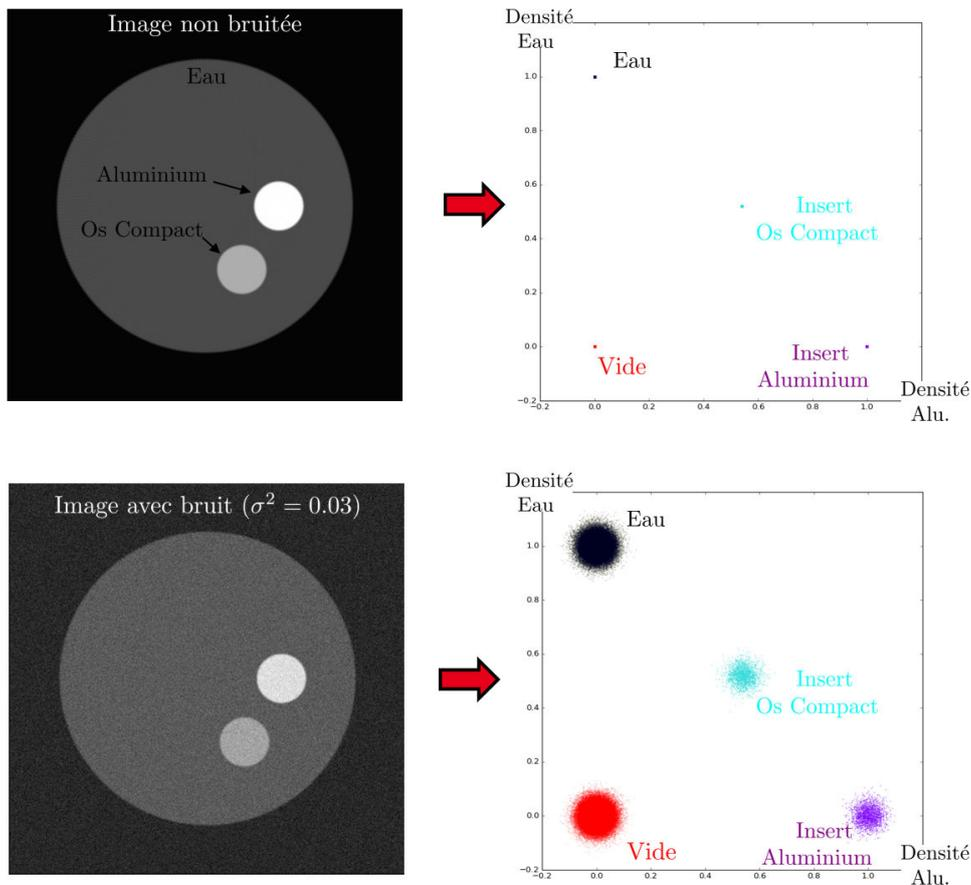 Image non bruitée
Eau
Aluminium
Os Compact
Densité
Eau
Eau
1.0
0.8
0.6
0.4
0.2
0.0
−0.2
Insert
Os Compact
Vide
Insert
Aluminium
−0.2
0.0
0.2
0.4
0.6
0.8
1.0
Densité
Alu.
Image avec bruit (σ² = 0.03)
Densité
Eau
Eau
1.0
0.8
0.6
0.4
0.2
0.0
−0.2
Insert
Os Compact
Vide
Insert
Aluminium
−0.2
0.0
0.2
0.4
0.6
0.8
1.0
Densité
Alu.